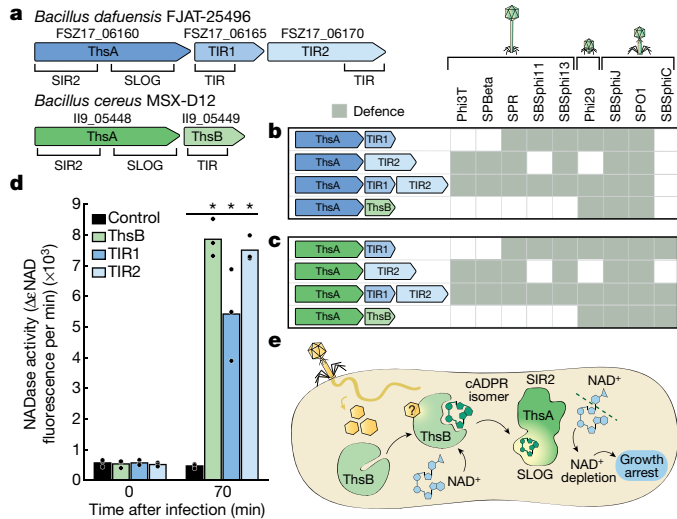 a
Bacillus dafuensis FJAT-25496
FSZ17_06160 FSZ17_06165 FSZ17_06170
ThsA TIR1 TIR2
SIR2 SLOG TIR TIR
Bacillus cereus MSX-D12
II9_05448 II9_05449
ThsA ThsB
SIR2 SLOG TIR
Defence
Phi3T
SPBeta
SPR
SBSphi11
SBSphi13
Phi29
SBSphiJ
SPO1
SBSphiC
b
ThsA TIR1
ThsA TIR2
ThsA TIR1 TIR2
ThsA ThsB
c
ThsA TIR1
ThsA TIR2
ThsA TIR1 TIR2
ThsA ThsB
d
NADase activity (ΔεNAD
fluorescence per min) (×10³)
9
8
7
6
5
4
3
2
1
0
Control
ThsB
TIR1
TIR2
* * *
0 70
Time after infection (min)
e
?
ThsB
ThsB
NAD⁺
cADPR
isomer
SIR2
ThsA
SLOG
NAD⁺
NAD⁺
depletion
Growth
arrest